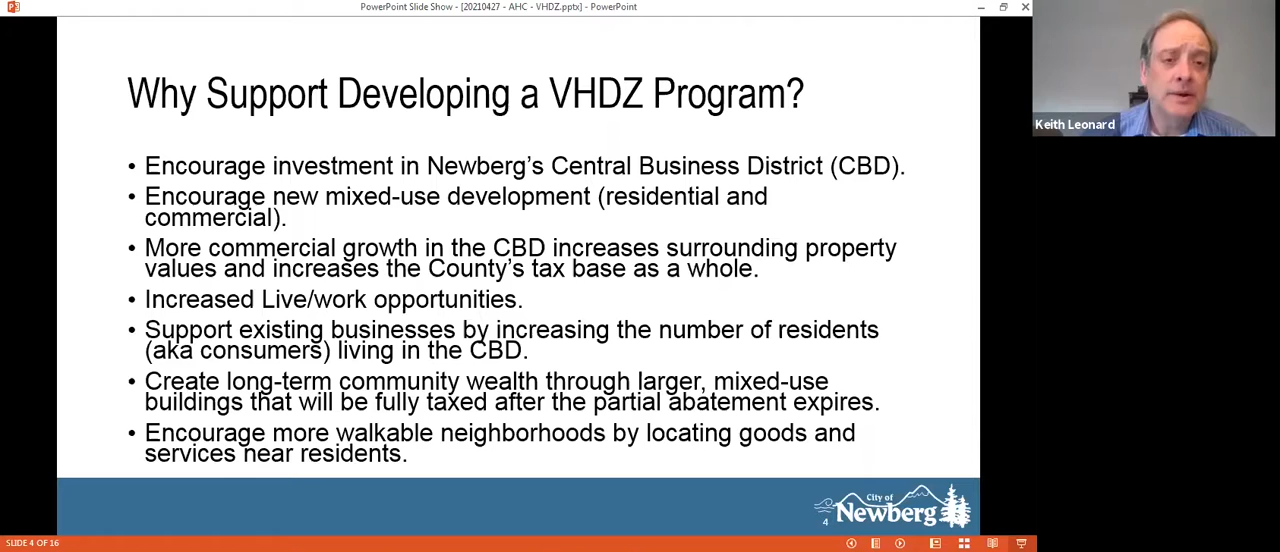 PowerPoint Slide Show - [20210427 - AHC - VHDZ.pptx] - PowerPoint
Why Support Developing a VHDZ Program?
• Encourage investment in Newberg's Central Business District (CBD).
• Encourage new mixed-use development (residential and
commercial).
• More commercial growth in the CBD increases surrounding property
values and increases the County's tax base as a whole.
• Increased Live/work opportunities.
• Support existing businesses by increasing the number of residents
(aka consumers) living in the CBD.
• Create long-term community wealth through larger, mixed-use
buildings that will be fully taxed after the partial abatement expires.
• Encourage more walkable neighborhoods by locating goods and
services near residents.
City of
Newberg
4
SLIDE 4 OF 16
Keith Leonard